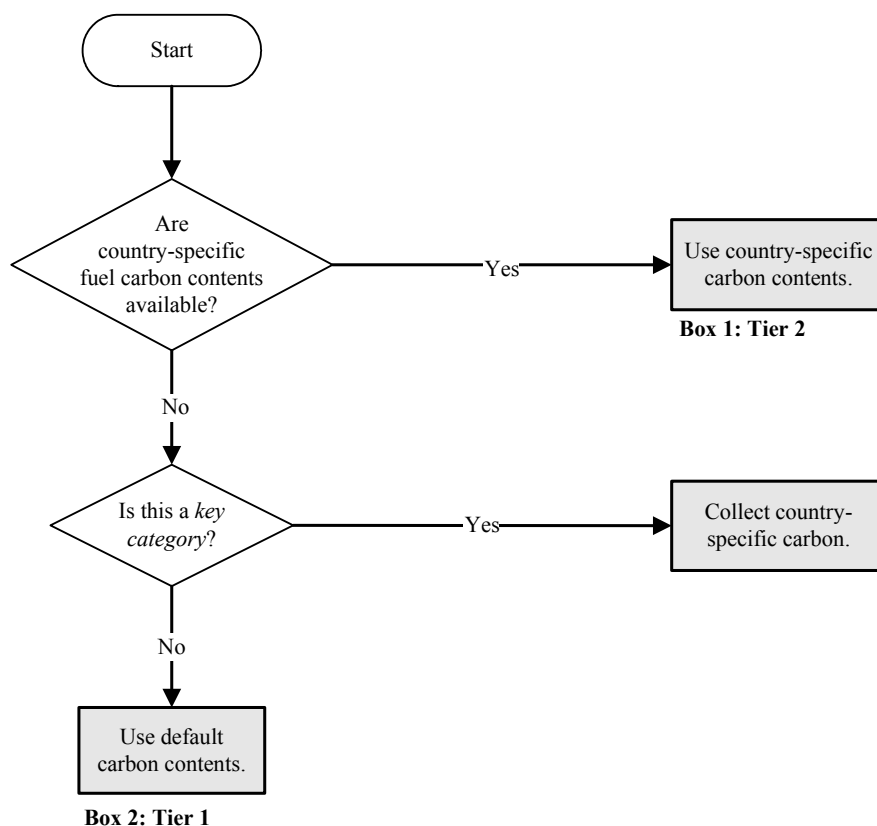 Start
Are
country-specific
fuel carbon contents
available?
Yes
Use country-specific
carbon contents.
Box 1: Tier 2
No
Is this a key
category?
Yes
Collect country-
specific carbon.
No
Use default
carbon contents.
Box 2: Tier 1